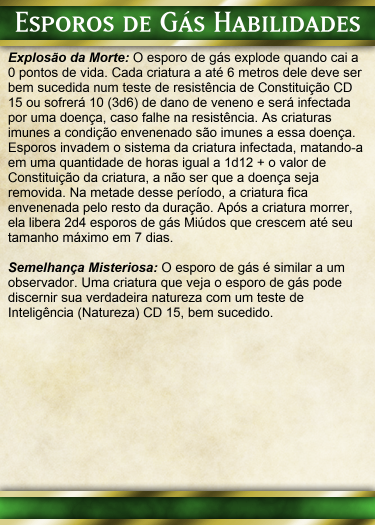 Esporos de Gás Habilidades
Explosão da Morte: O esporo de gás explode quando cai a
0 pontos de vida. Cada criatura a até 6 metros dele deve ser
bem sucedida num teste de resistência de Constituição CD
15 ou sofrerá 10 (3d6) de dano de veneno e será infectada
por uma doença, caso falhe na resistência. As criaturas
imunes a condição envenenado são imunes a essa doença.
Esporos invadem o sistema da criatura infectada, matando-a
em uma quantidade de horas igual a 1d12 + o valor de
Constituição da criatura, a não ser que a doença seja
removida. Na metade desse período, a criatura fica
envenenada pelo resto da duração. Após a criatura morrer,
ela libera 2d4 esporos de gás Miúdos que crescem até seu
tamanho máximo em 7 dias.
Semelhança Misteriosa: O esporo de gás é similar a um
observador. Uma criatura que veja o esporo de gás pode
discernir sua verdadeira natureza com um teste de
Inteligência (Natureza) CD 15, bem sucedido.